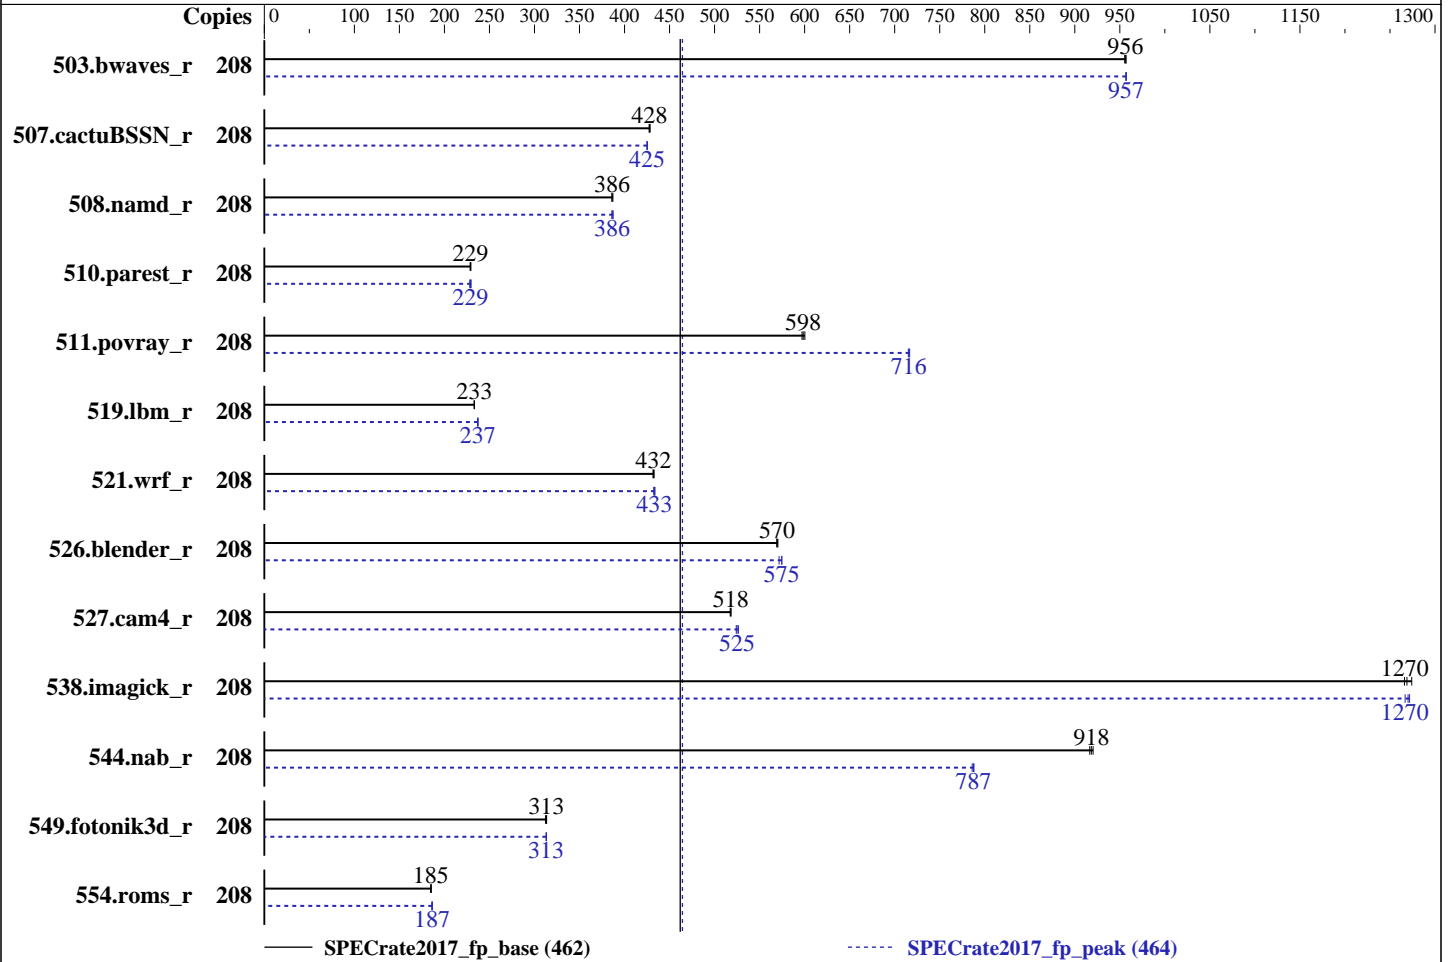 Copies 0 100 150 200 250 300 350 400 450 500 550 600 650 700 750 800 850 900 950 1050 1150 1300
956
503.bwaves_r 208
957
428
507.cactuBSSN_r 208
425
386
508.namd_r 208
386
229
510.parest_r 208
229
598
511.povray_r 208
716
233
519.lbm_r 208
237
432
521.wrf_r 208
433
570
526.blender_r 208
575
518
527.cam4_r 208
525
1270
538.imagick_r 208
1270
918
544.nab_r 208
787
313
549.fotonik3d_r 208
313
185
554.roms_r 208
187
SPECrate2017_fp_base (462) SPECrate2017_fp_peak (464)